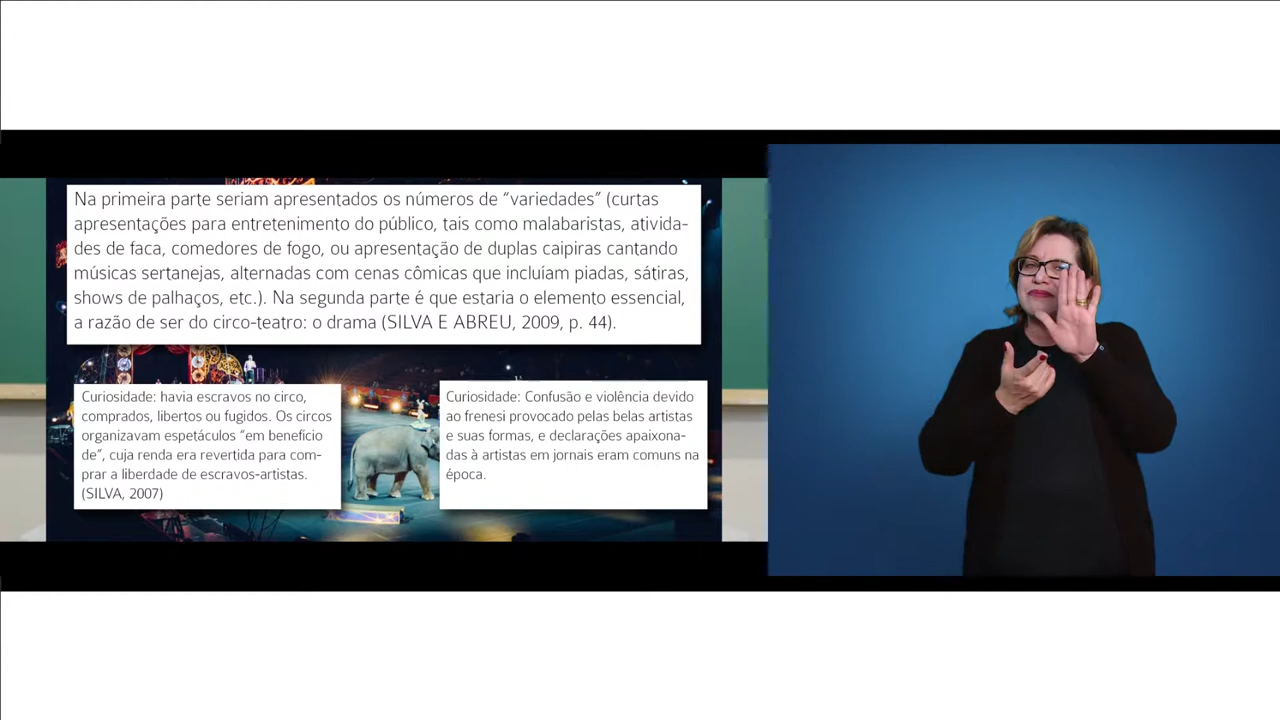 Na primeira parte seriam apresentados os números de “variedades” (curtas
apresentações para entretenimento do público, tais como malabaristas, ativida-
des de faca, comedores de fogo, ou apresentação de duplas caipiras cantando
músicas sertanejas, alternadas com cenas cômicas que incluíam piadas, sátiras,
shows de palhaços, etc.). Na segunda parte é que estaria o elemento essencial,
a razão de ser do circo-teatro: o drama (SILVA E ABREU, 2009, p. 44).
Curiosidade: havia escravos no circo,
comprados, libertos ou fugidos. Os circos
organizavam espetáculos “em benefício
de”, cuja renda era revertida para com-
prar a liberdade de escravos-artistas.
(SILVA, 2007)
Curiosidade: Confusão e violência devido
ao frenesi provocado pelas belas artistas
e suas formas, e declarações apaixona-
das à artistas em jornais eram comuns na
época.